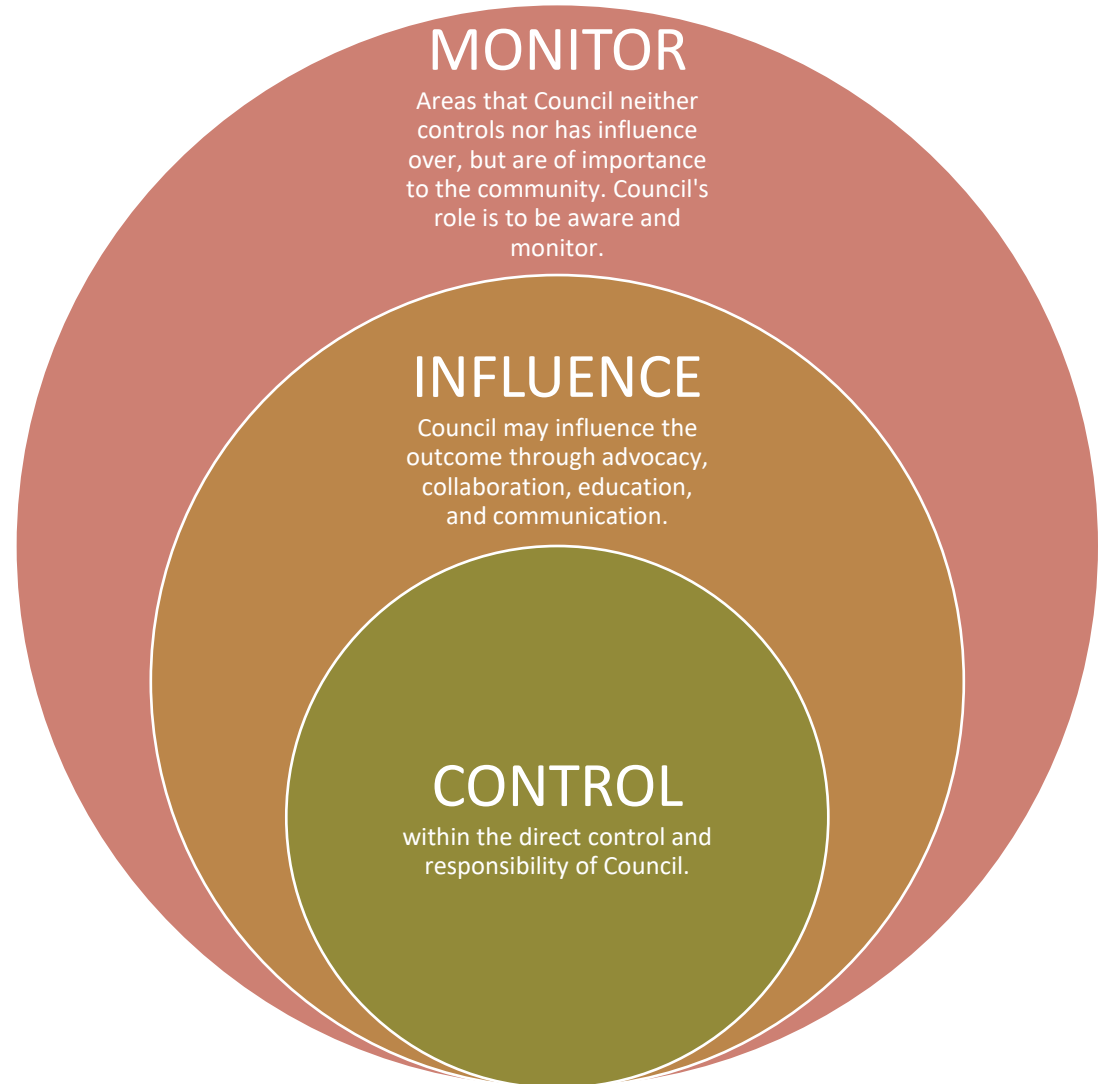 MONITOR
Areas that Council neither
controls nor has influence
over, but are of importance
to the community. Council's
role is to be aware and
monitor.
INFLUENCE
Council may influence the
outcome through advocacy,
collaboration, education,
and communication.
CONTROL
within the direct control and
responsibility of Council.